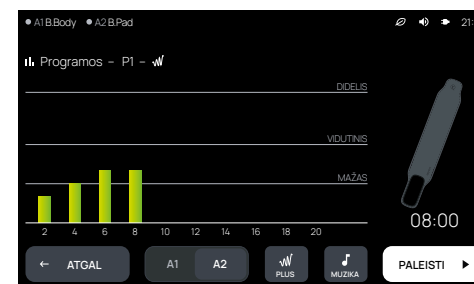 A1 B.Body A2 B.Pad 21:
Programos – P1 –
DIDELIS
VIDUTINIS
MAŽAS
2 4 6 8 10 12 14 16 18 20
08:00
← ATGAL A1 A2 PLUS MUZIKA PALEISTI